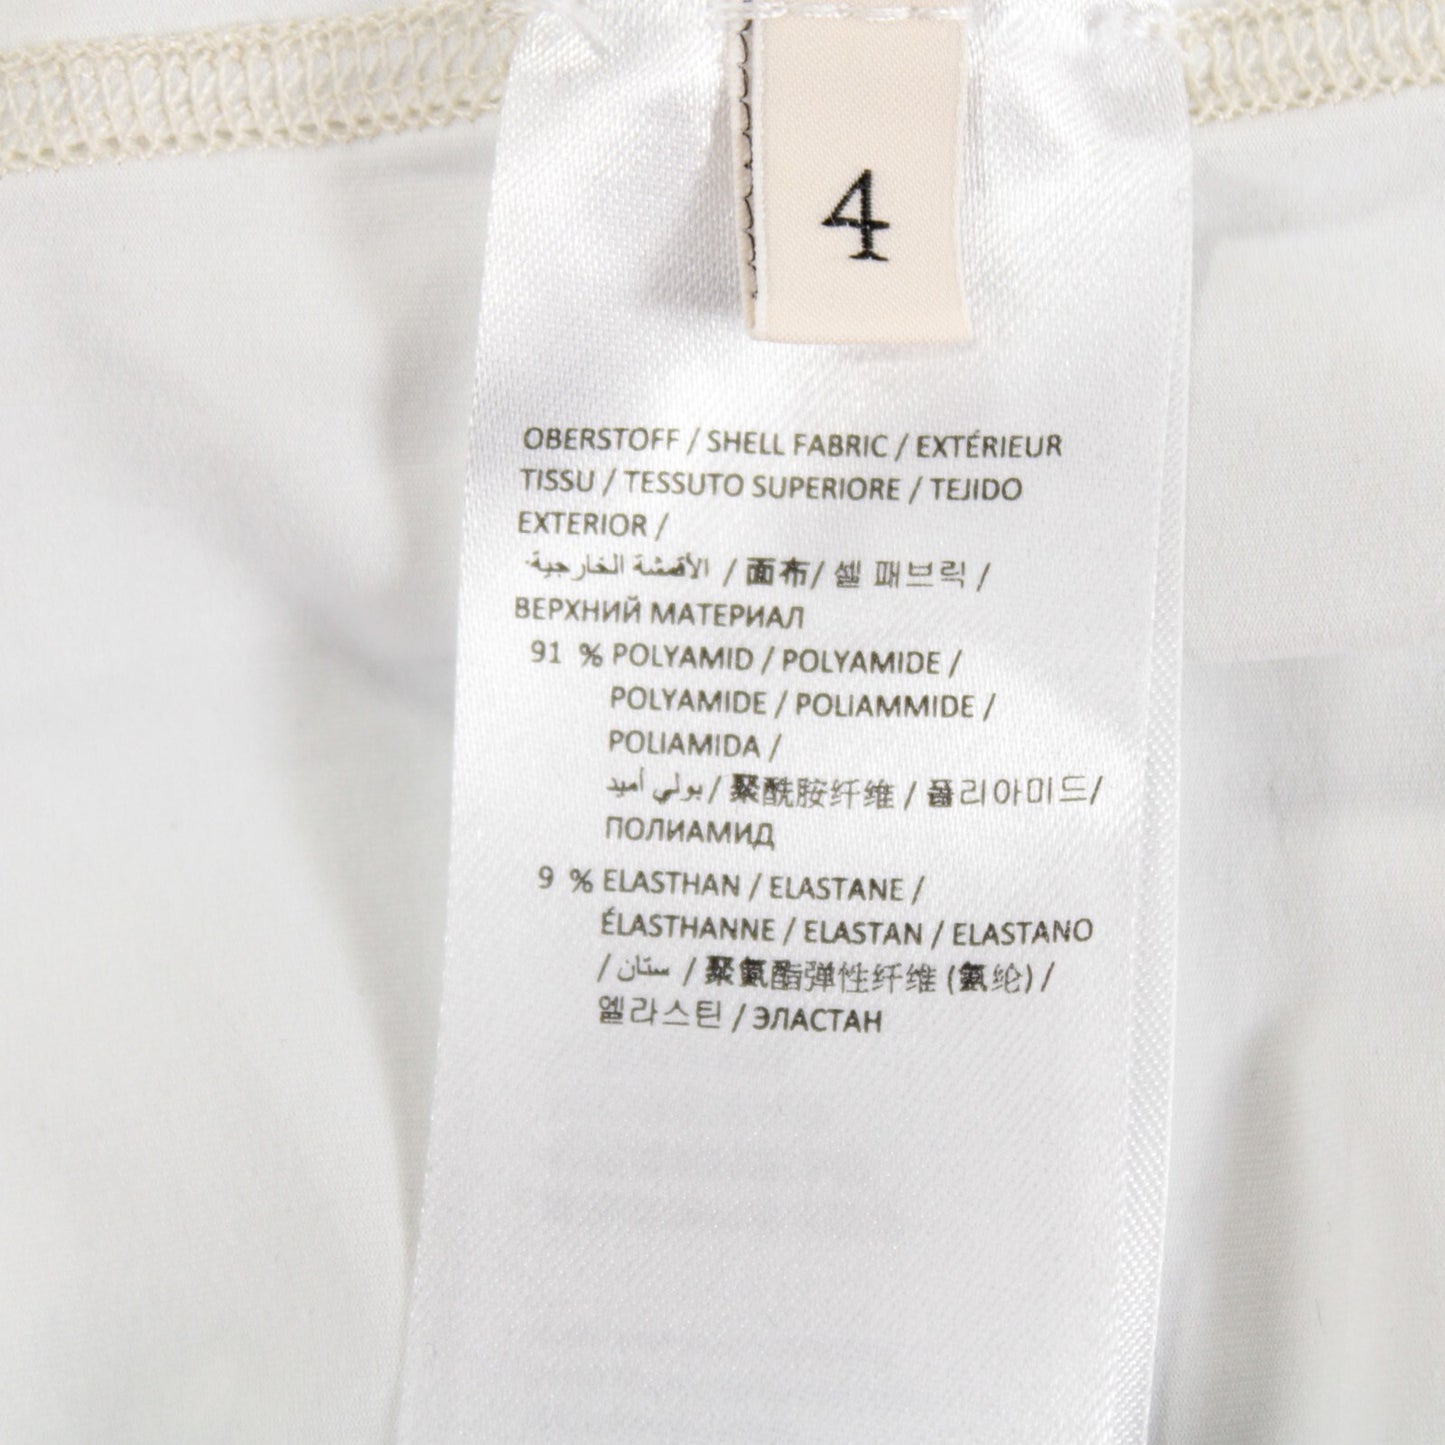 4
OBERSTOFF / SHELL FABRIC / EXTÉRIEUR
TISSU / TESSUTO SUPERIORE / TEJIDO
EXTERIOR /
الأقمشة الخارجية. / 面布/ 셸 패브릭 /
ВЕРХНИЙ МАТЕРИАЛ
91 % POLYAMID / POLYAMIDE /
POLYAMIDE / POLIAMMIDE /
POLIAMIDA /
بولي أميد / 聚酰胺纤维 / 폴리아미드/
ПОЛИАМИД
9 % ELASTHAN / ELASTANE /
ÉLASTHANNE / ELASTAN / ELASTANO
/ ستان / 聚氨酯弹性纤维 (氨纶) /
엘라스틴 / ЭЛАСТАН